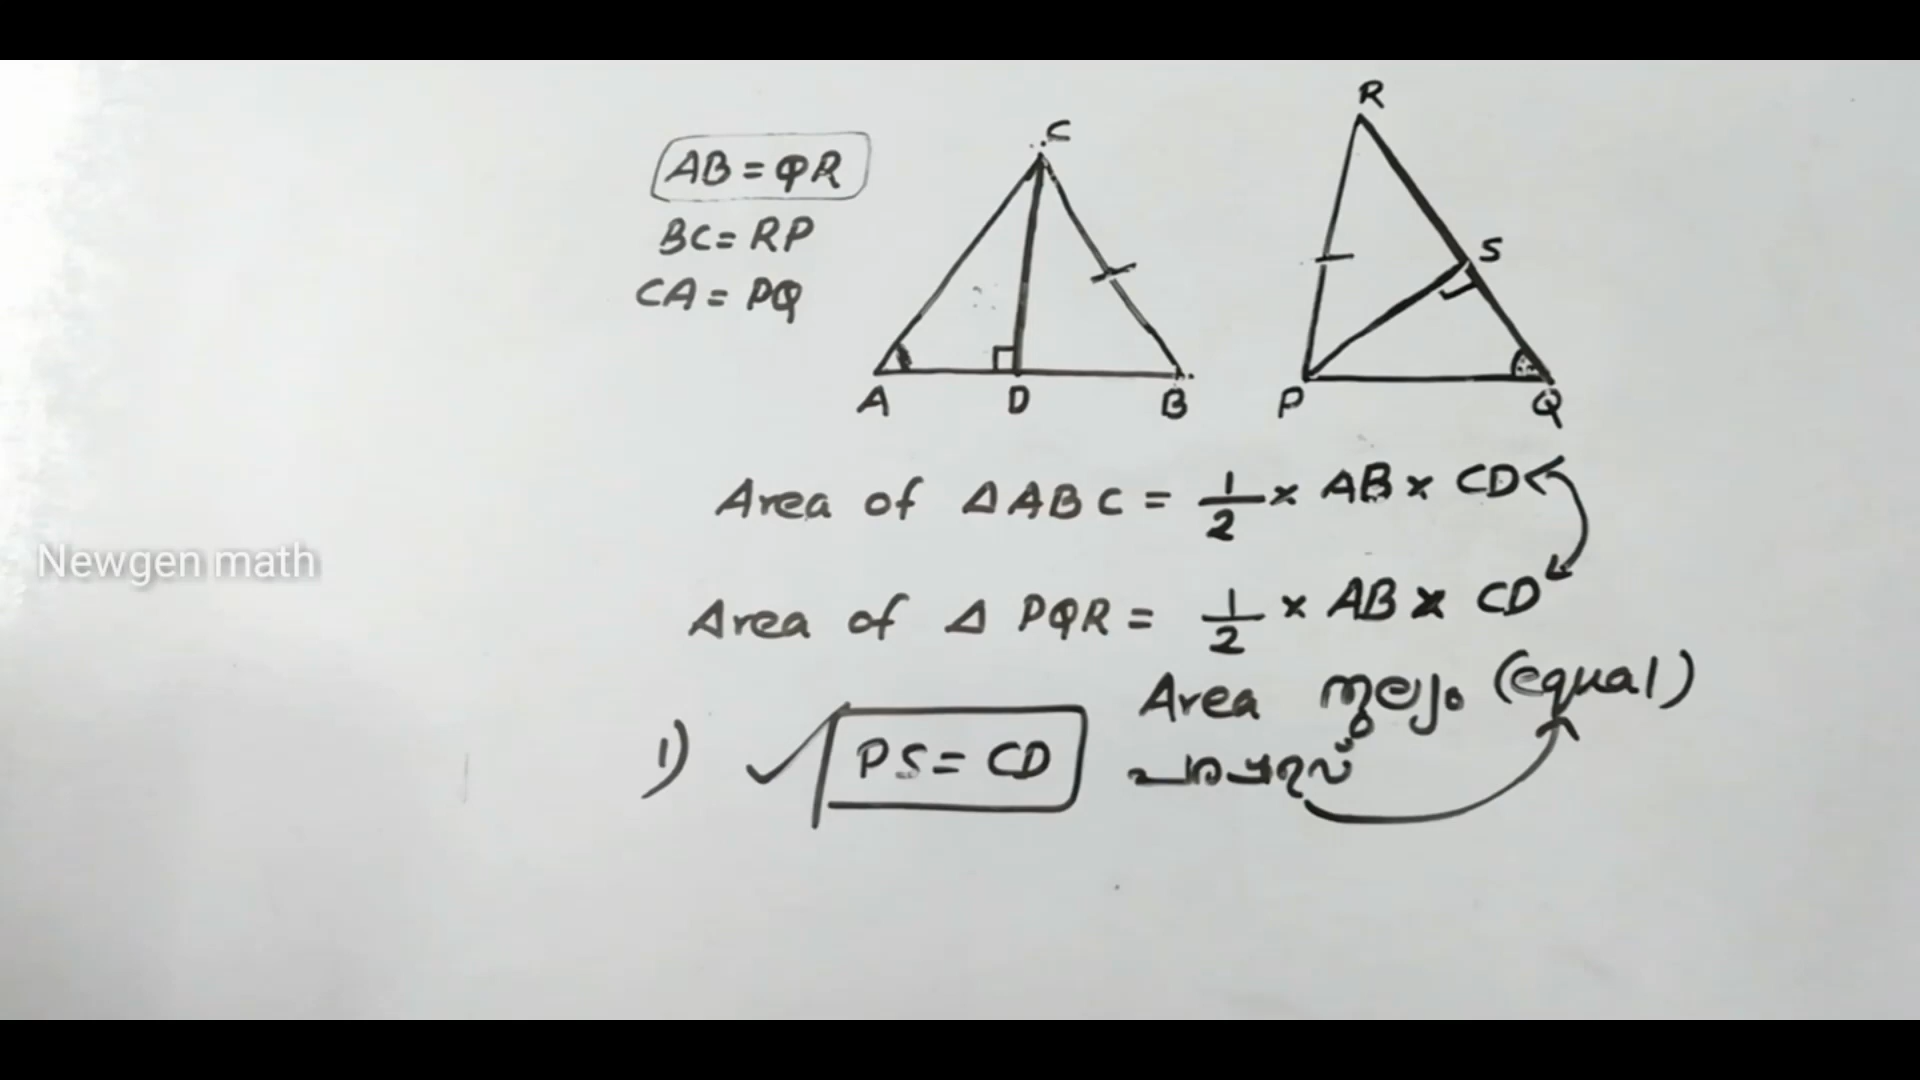 AB = QR
BC = RP
CA = PQ
C
A
D
B
R
S
P
Q
Area of △ABC = 1/2 × AB × CD
Area of △ PQR = 1/2 × AB × CD
Newgen math
Area തുല്യം (equal)
1) ✓ PS = CD